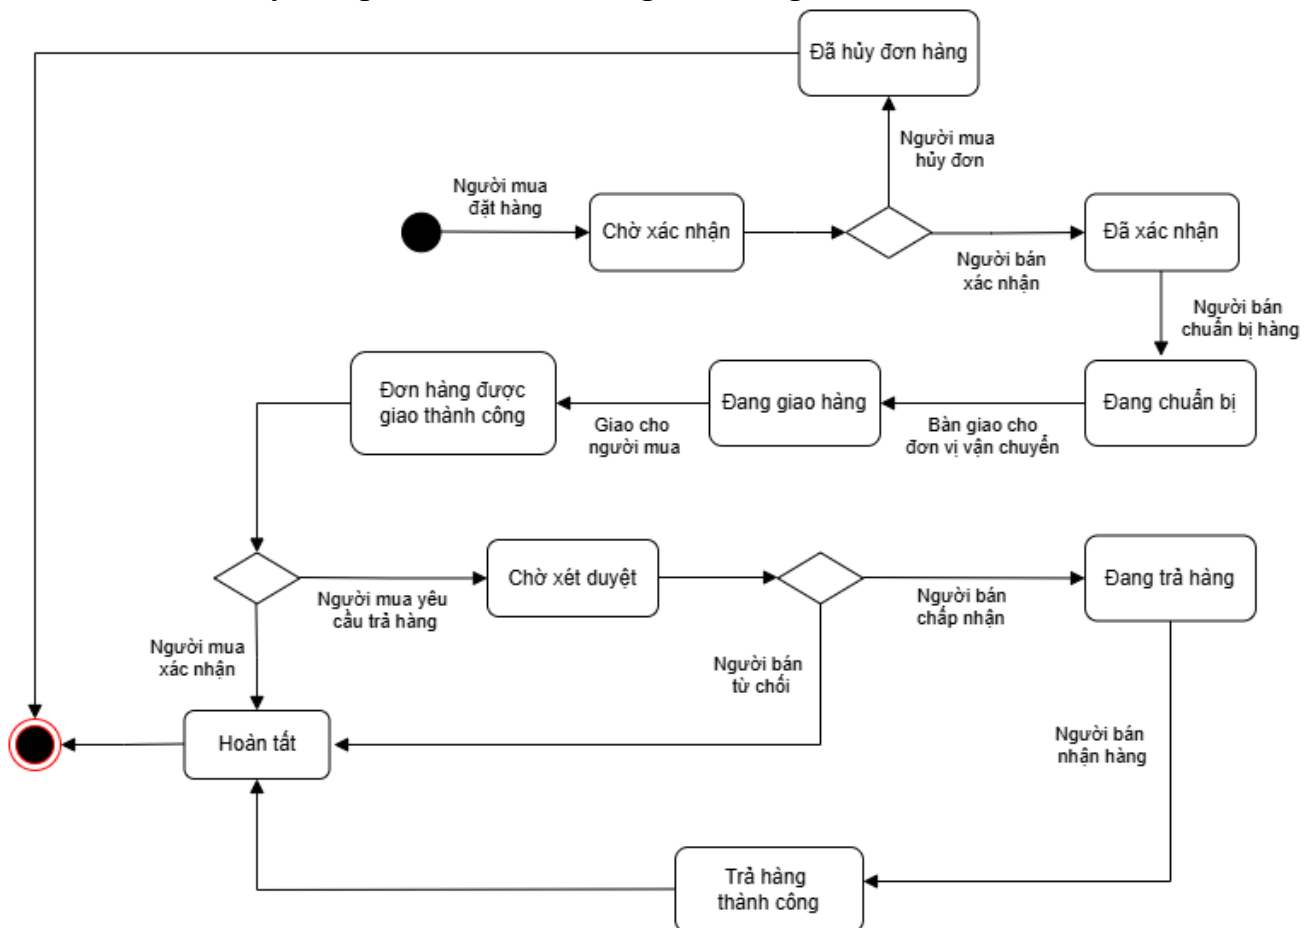 Đã hủy đơn hàng
Người mua
hủy đơn
Người mua
đặt hàng
Chờ xác nhận
Đã xác nhận
Người bán
xác nhận
Người bán
chuẩn bị hàng
Đơn hàng được
giao thành công
Đang giao hàng
Đang chuẩn bị
Giao cho
người mua
Bàn giao cho
đơn vị vận chuyển
Chờ xét duyệt
Đang trả hàng
Người mua yêu
cầu trả hàng
Người bán
chấp nhận
Người mua
xác nhận
Người bán
từ chối
Hoàn tất
Người bán
nhận hàng
Trả hàng
thành công